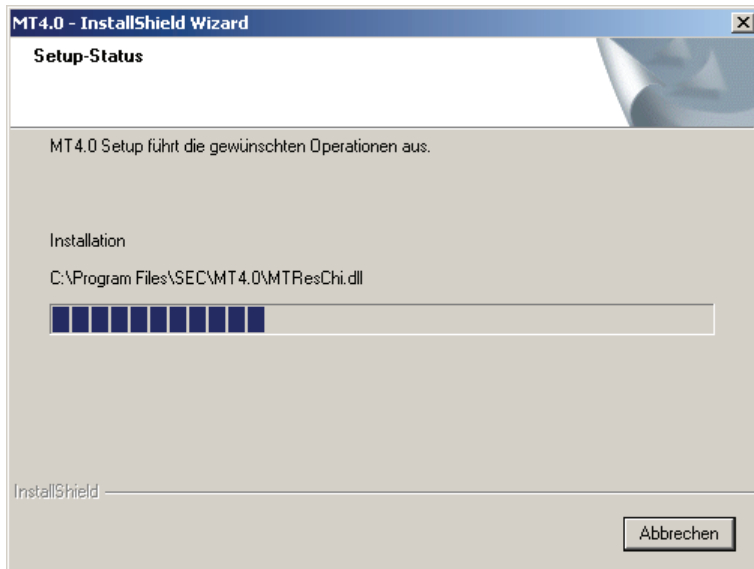 MT4.0 - InstallShield Wizard
Setup-Status
MT4.0 Setup führt die gewünschten Operationen aus.
Installation
C:\Program Files\SEC\MT4.0\MTResChi.dll
InstallShield
Abbrechen